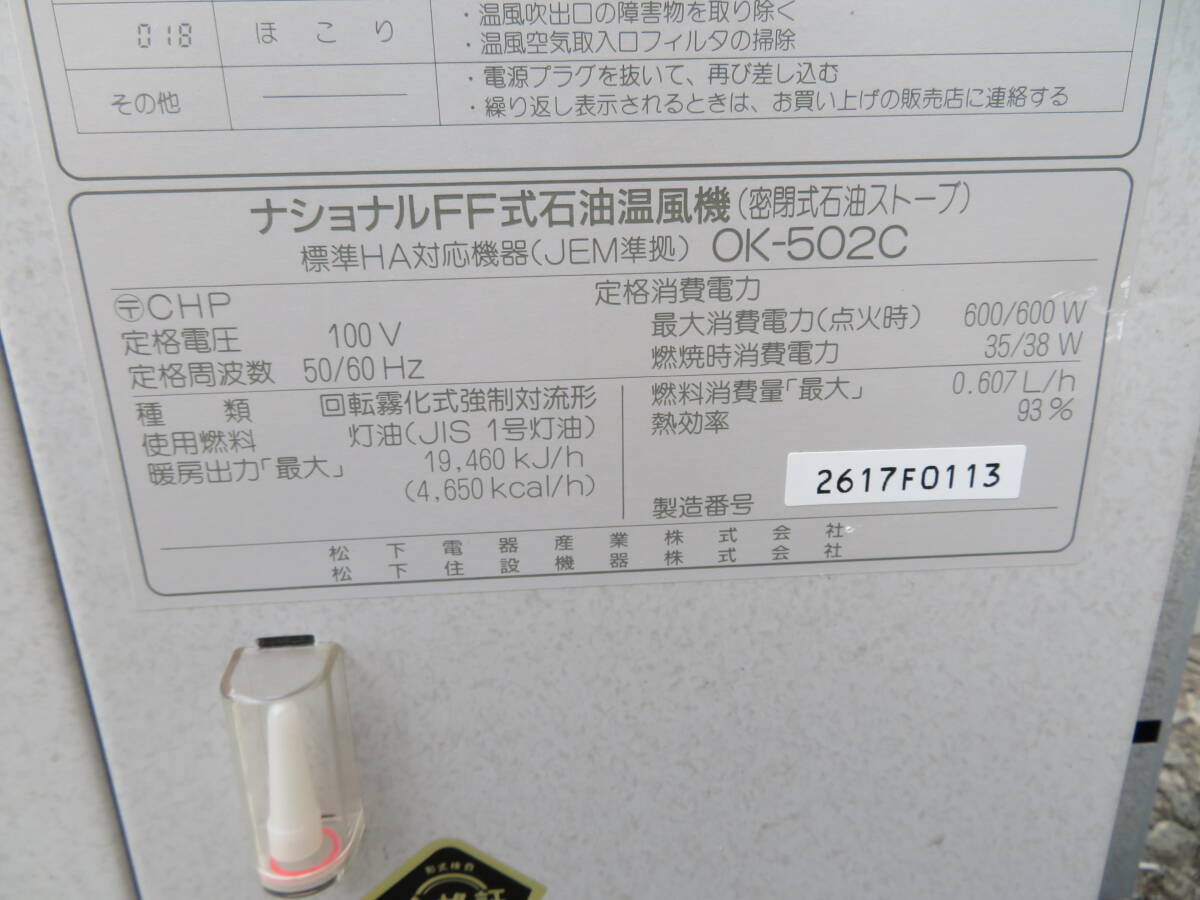 ・温風吹出口の障害物を取り除く
018 ほこり ・温風空気取入口フィルタの掃除
・電源プラグを抜いて、再び差し込む
その他 ・繰り返し表示されるときは、お買い上げの販売店に連絡する
ナショナルFF式石油温風機(密閉式石油ストーブ)
標準HA対応機器(JEM準拠) OK-502C
〶CHP
定格電圧 100V
定格周波数 50/60Hz
定格消費電力
最大消費電力(点火時) 600/600W
燃焼時消費電力 35/38W
種類 回転霧化式強制対流形
使用燃料 灯油(JIS 1号灯油)
暖房出力「最大」 19,460kJ/h
(4,650kcal/h)
燃料消費量「最大」 0.607L/h
熱効率 93%
製造番号 2617F0113
松下電器産業株式会社
松下住設機器株式会社